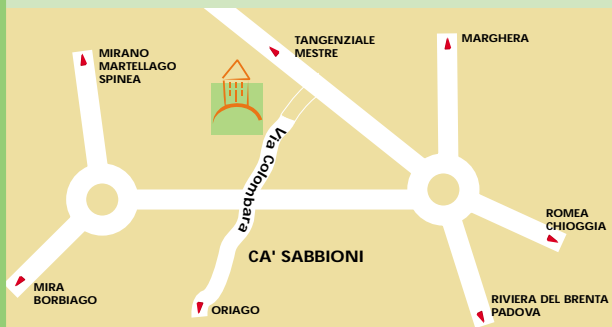 MIRANO
MARTELLAGO
SPINEA
TANGENZIALE
MESTRE
MARGHERA
Via Colombara
ROMEA
CHIOGGIA
CA' SABBIONI
MIRA
BORBIAGO
ORIAGO
RIVIERA DEL BRENTA
PADOVA